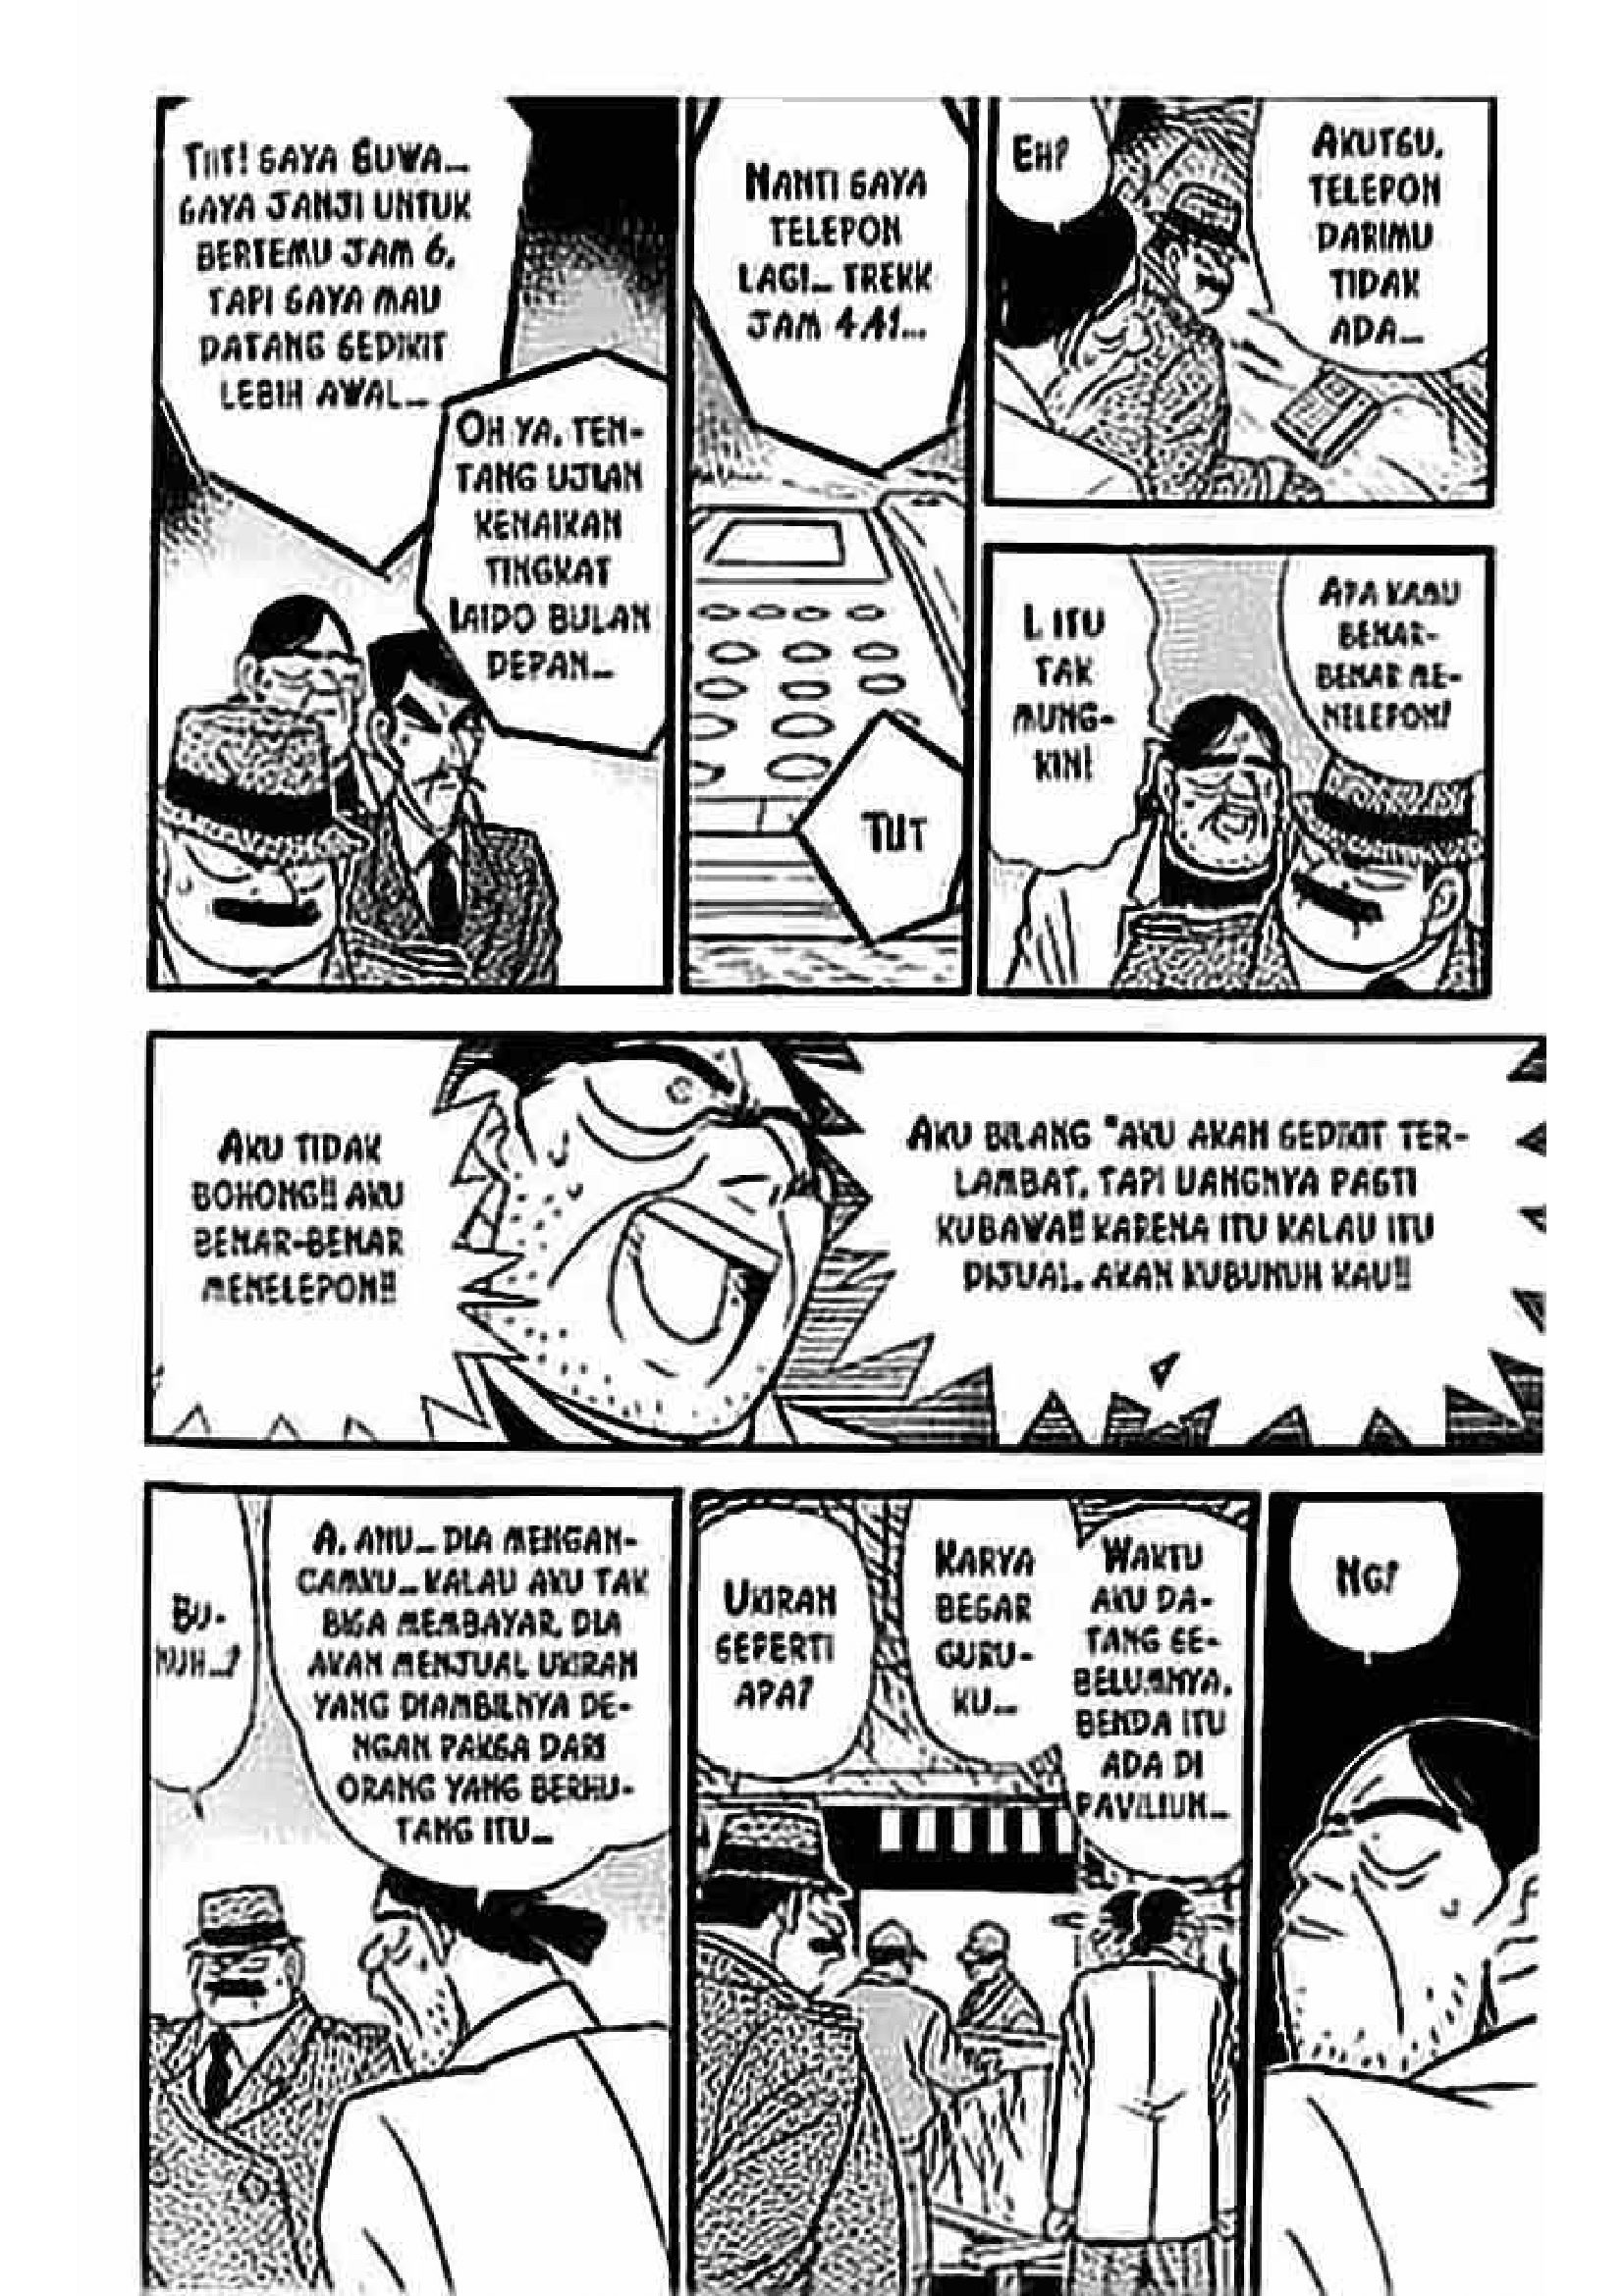 TIIT! SAYA SUWA...
SAYA JANJI UNTUK
BERTEMU JAM 6,
TAPI SAYA MAU
DATANG SEDIKIT
LEBIH AWAL...
OH YA, TEN-
TANG UJIAN
KENAIKAN
TINGKAT
IAIDO BULAN
DEPAN...
NANTI SAYA
TELEPON
LAGI... TREKK
JAM 4.41...
TUT
EH?
AKUTSU,
TELEPON
DARIMU
TIDAK
ADA...
I, ITU
TAK
MUNG-
KIN!
APA KAMU
BENAR-
BENAR ME-
NELEPON?
AKU TIDAK
BOHONG!! AKU
BENAR-BENAR
MENELEPON!!
AKU BILANG "AKU AKAN SEDIKIT TER-
LAMBAT, TAPI UANGNYA PASTI
KUBAWA!! KARENA ITU KALAU ITU
DIJUAL, AKAN KUBUNUH KAU!!
BU-
NUH...?
A, ANU... DIA MENGAN-
CAMKU... KALAU AKU TAK
BISA MEMBAYAR, DIA
AKAN MENJUAL UKIRAN
YANG DIAMBILNYA DE-
NGAN PAKSA DARI
ORANG YANG BERHU-
TANG ITU...
UKIRAN
SEPERTI
APA?
KARYA
BESAR
GURU-
KU...
WAKTU
AKU DA-
TANG SE-
BELUMNYA,
BENDA ITU
ADA DI
PAVILIUN...
NG?